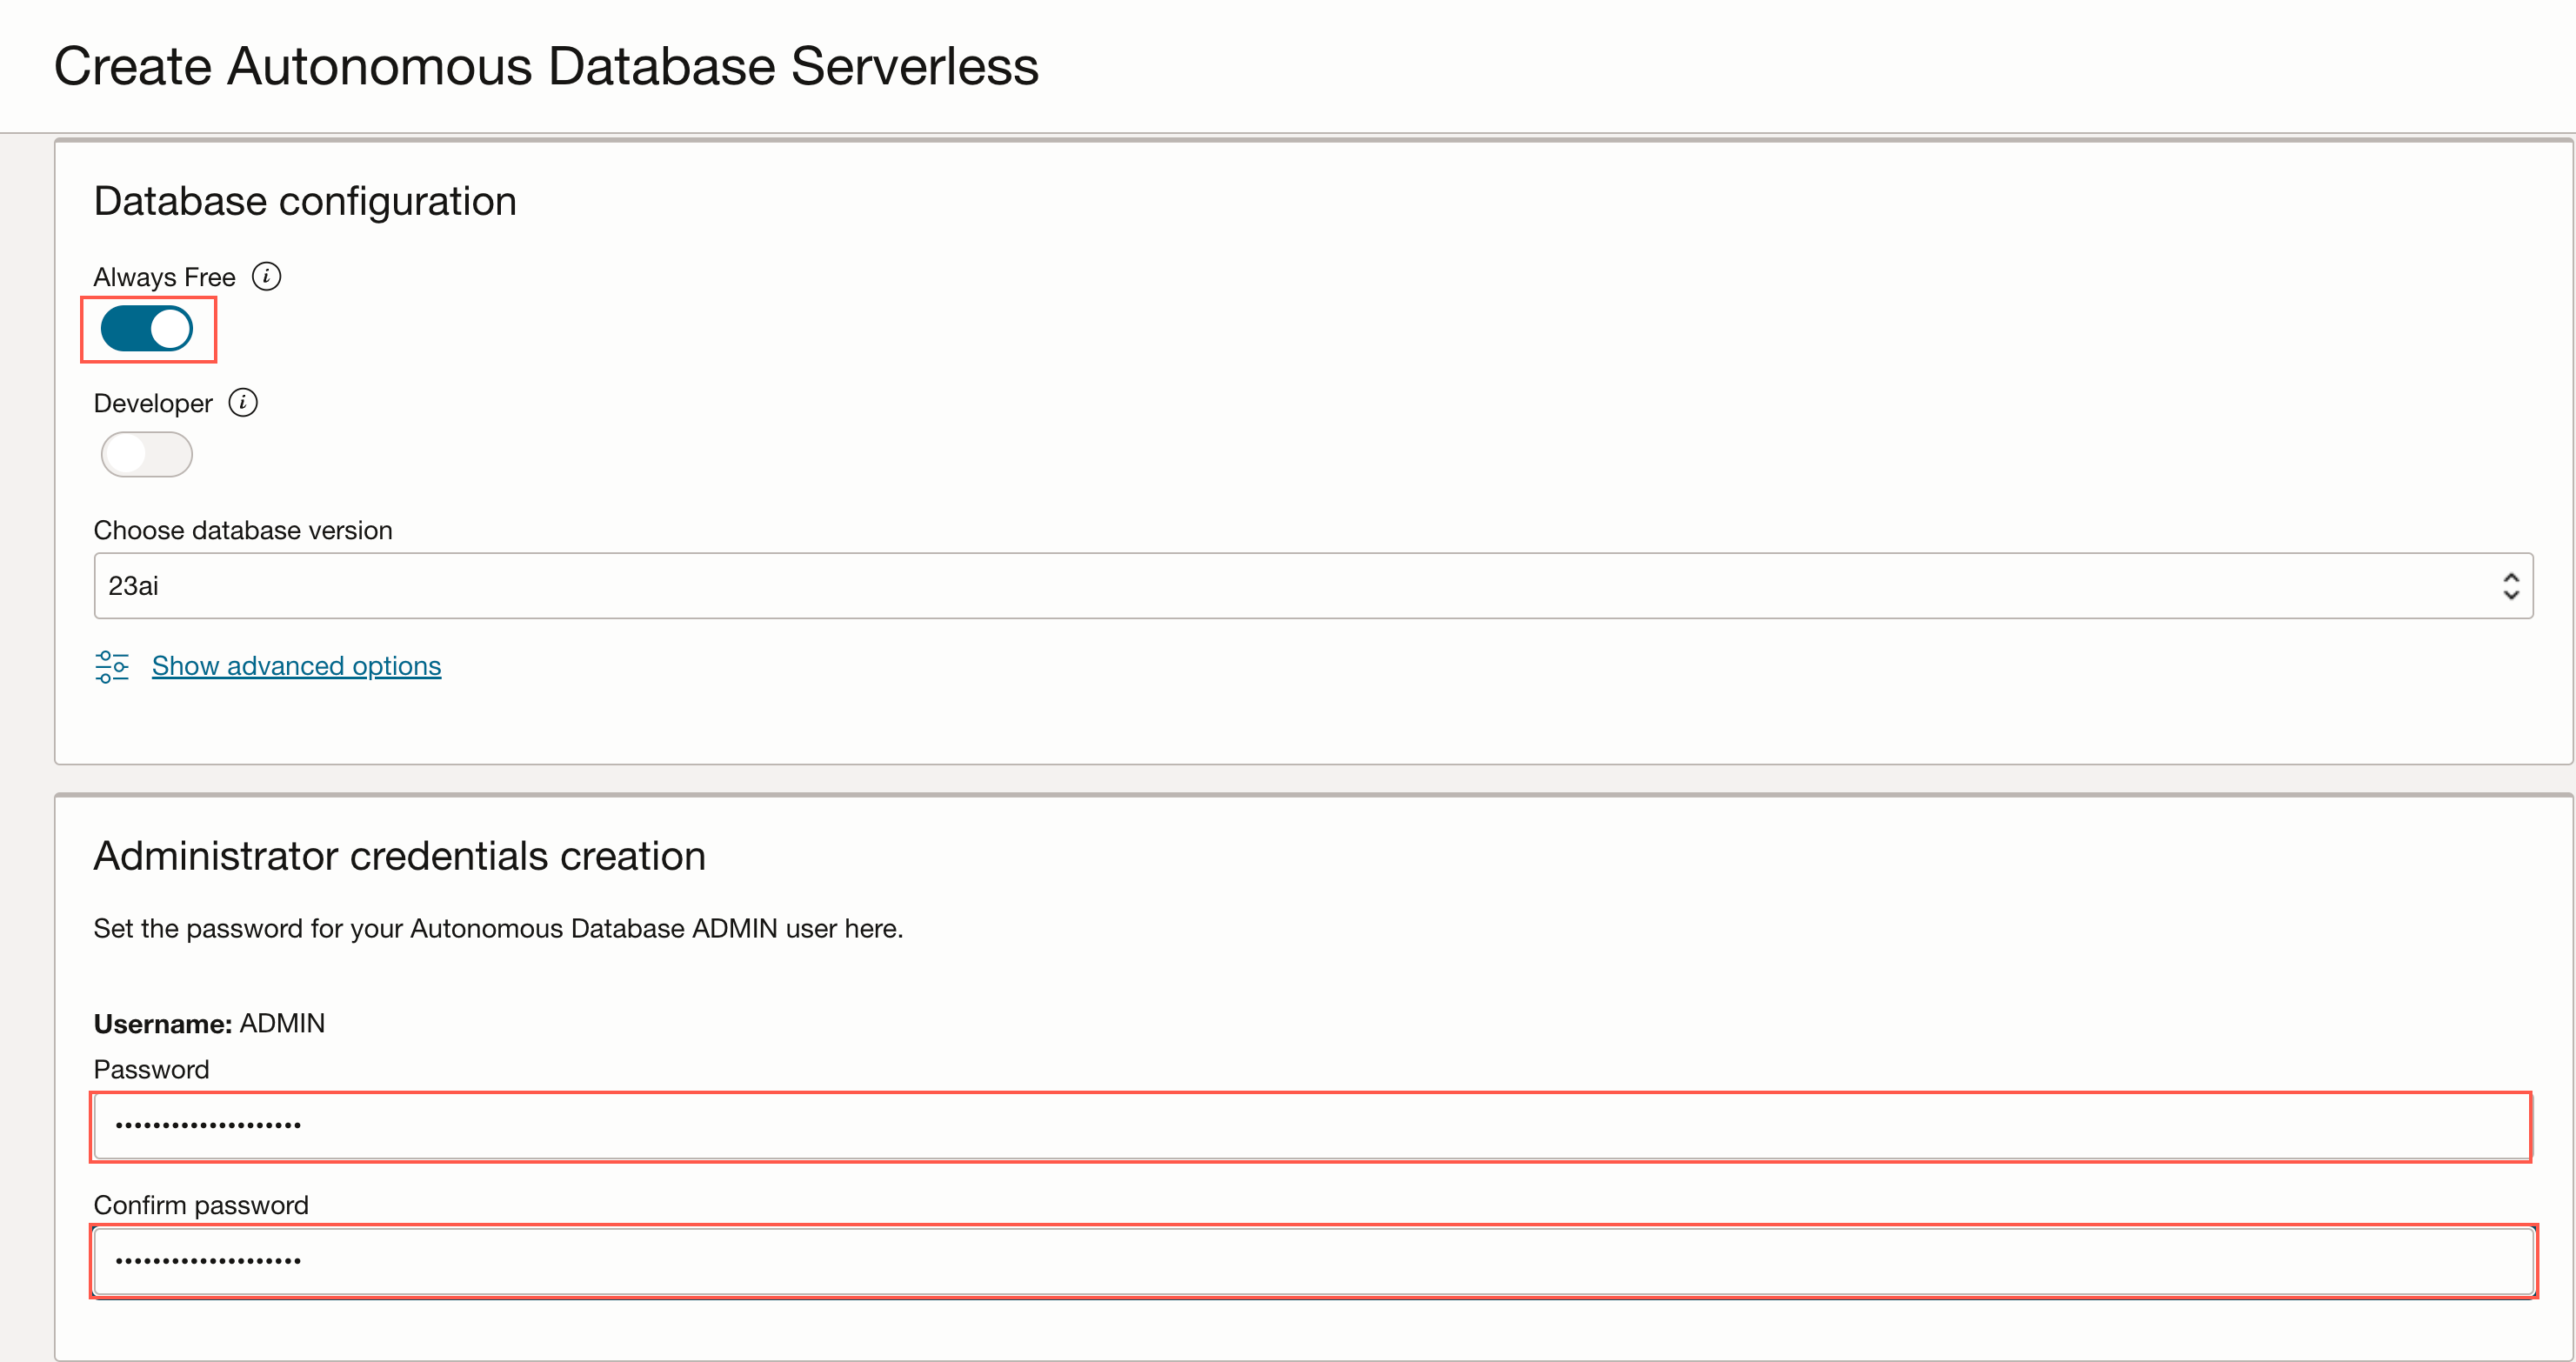 Create Autonomous Database Serverless
Database configuration
Always Free
Developer
Choose database version
23ai
Show advanced options
Administrator credentials creation
Set the password for your Autonomous Database ADMIN user here.
Username: ADMIN
Password
••••••••••••••••••••
Confirm password
••••••••••••••••••••